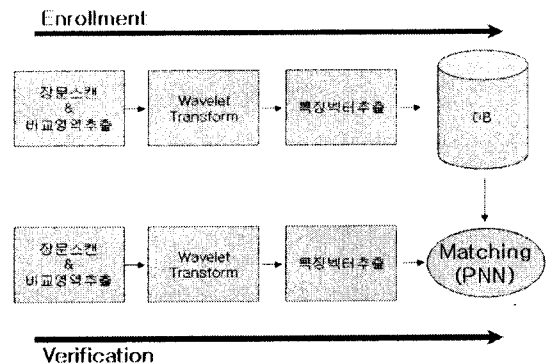 Enrollment
장문스캔
&
비교영역추출
Wavelet
Transform
특징벡터추출
DB
장문스캔
&
비교영역추출
Wavelet
Transform
특징벡터추출
Matching
(PNN)
Verification